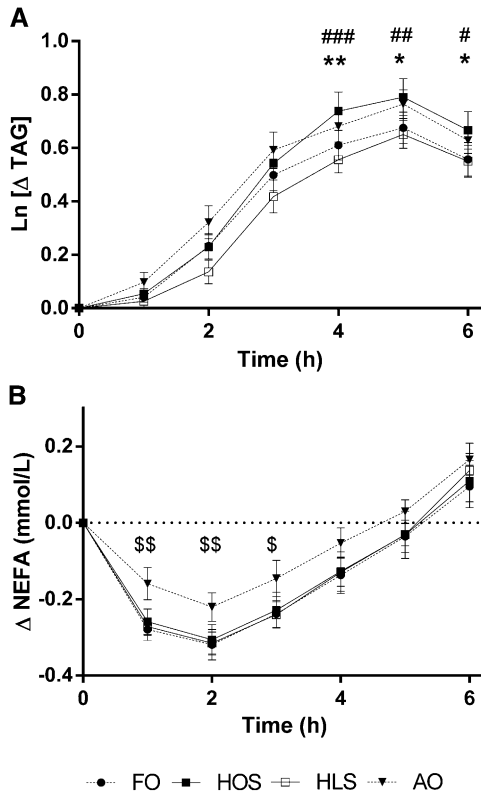 A
### ## #
** * *
1.0
0.8
0.6
0.4
0.2
0.0
Ln [Δ TAG]
0 2 4 6
Time (h)
B
0.2
0.0
-0.2
-0.4
Δ NEFA (mmol/L)
$$ $$ $
0 2 4 6
Time (h)
FO HOS HLS AO